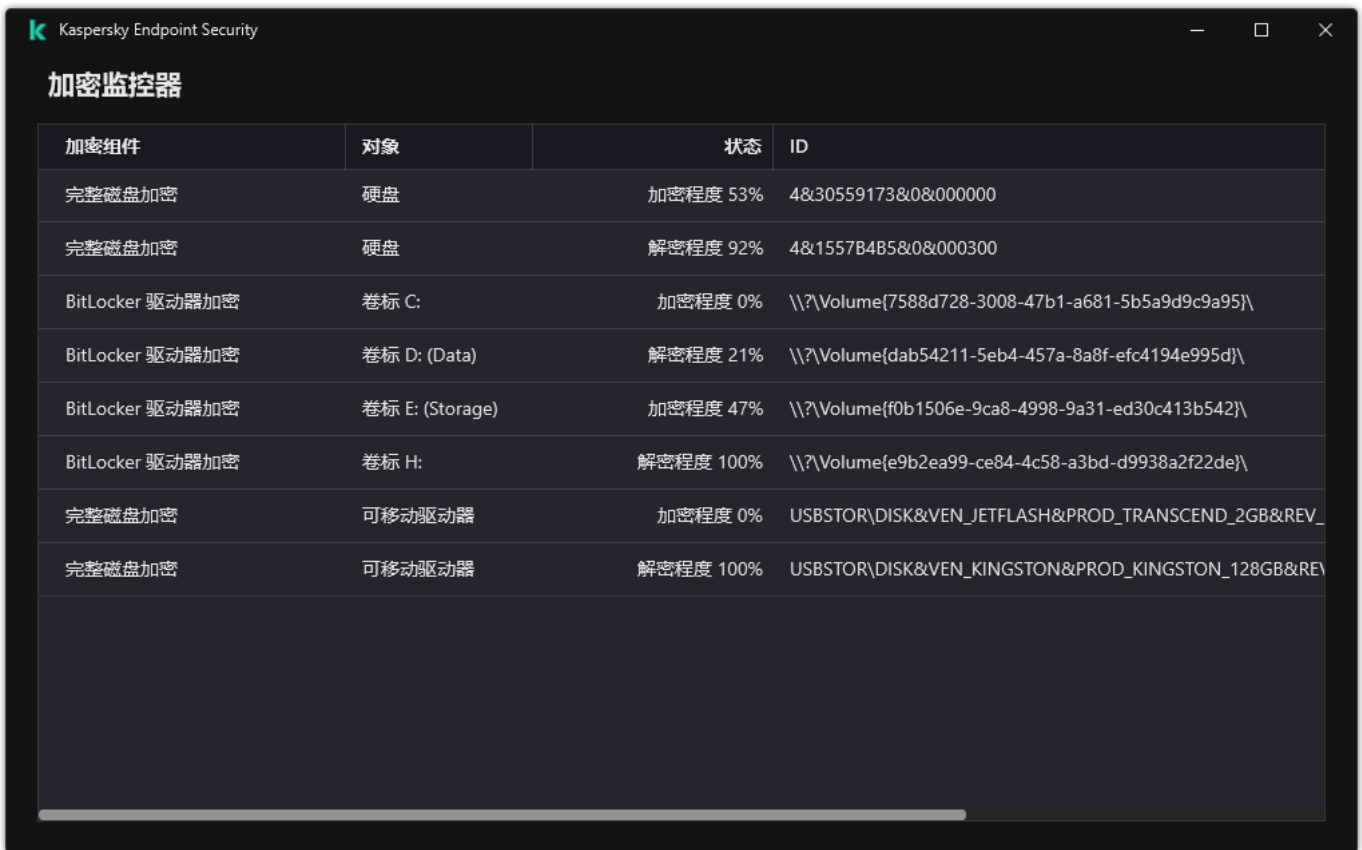 Kaspersky Endpoint Security
加密监控器
加密组件 对象 状态 ID
完整磁盘加密 硬盘 加密程度 53% 4&30559173&0&000000
完整磁盘加密 硬盘 解密程度 92% 4&1557B4B5&0&000300
BitLocker 驱动器加密 卷标 C: 加密程度 0% \\?\Volume{7588d728-3008-47b1-a681-5b5a9d9c9a95}\
BitLocker 驱动器加密 卷标 D: (Data) 解密程度 21% \\?\Volume{dab54211-5eb4-457a-8a8f-efc4194e995d}\
BitLocker 驱动器加密 卷标 E: (Storage) 加密程度 47% \\?\Volume{f0b1506e-9ca8-4998-9a31-ed30c413b542}\
BitLocker 驱动器加密 卷标 H: 解密程度 100% \\?\Volume{e9b2ea99-ce84-4c58-a3bd-d9938a2f22de}\
完整磁盘加密 可移动驱动器 加密程度 0% USBSTOR\DISK&VEN_JETFLASH&PROD_TRANSCEND_2GB&REV_
完整磁盘加密 可移动驱动器 解密程度 100% USBSTOR\DISK&VEN_KINGSTON&PROD_KINGSTON_128GB&REV